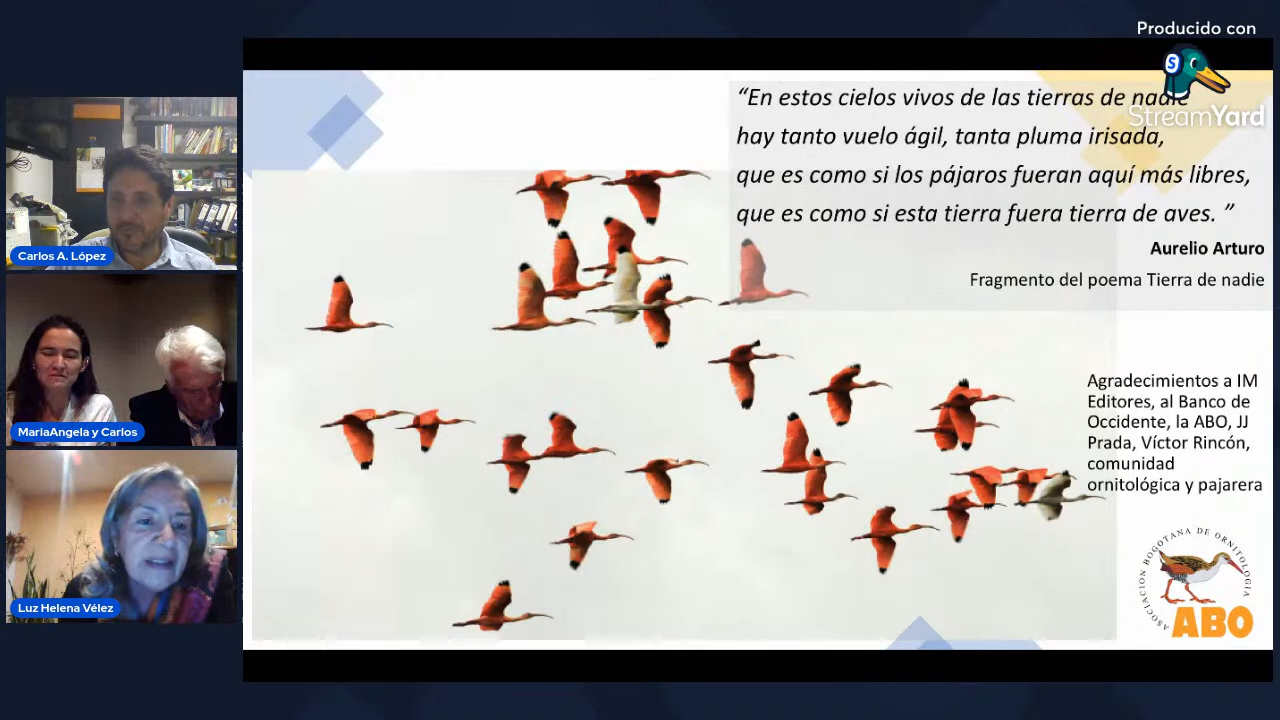 Producido con
StreamYard
“En estos cielos vivos de las tierras de nadie
hay tanto vuelo ágil, tanta pluma irisada,
que es como si los pájaros fueran aquí más libres,
que es como si esta tierra fuera tierra de aves. ”
Aurelio Arturo
Fragmento del poema Tierra de nadie
Carlos A. López
MariaAngela y Carlos
Luz Helena Vélez
Agradecimientos a IM
Editores, al Banco de
Occidente, la ABO, JJ
Prada, Víctor Rincón,
comunidad
ornitológica y pajarera
ASOCIACION BOGOTANA DE ORNITOLOGIA
ABO